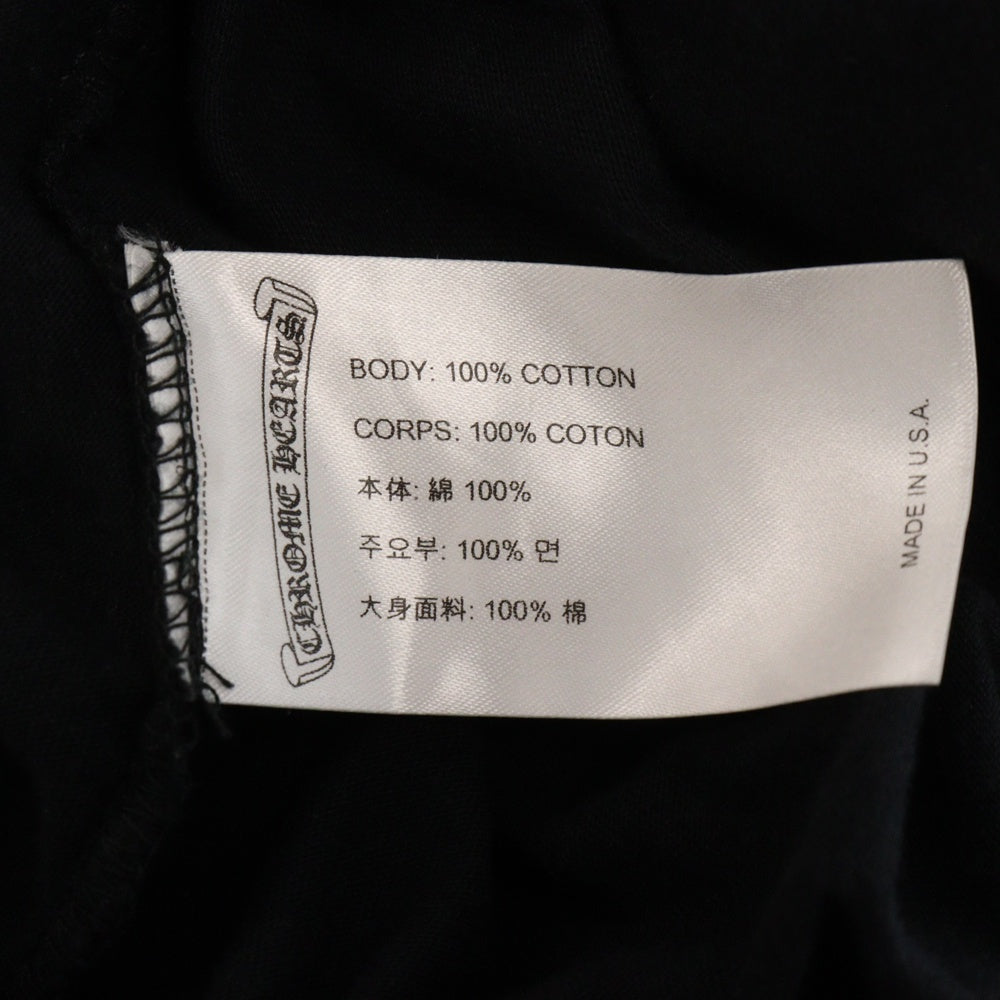 CHROME HEARTS
BODY: 100% COTTON
CORPS: 100% COTON
本体: 綿 100%
주요부: 100% 면
大身面料: 100% 棉
MADE IN U.S.A.